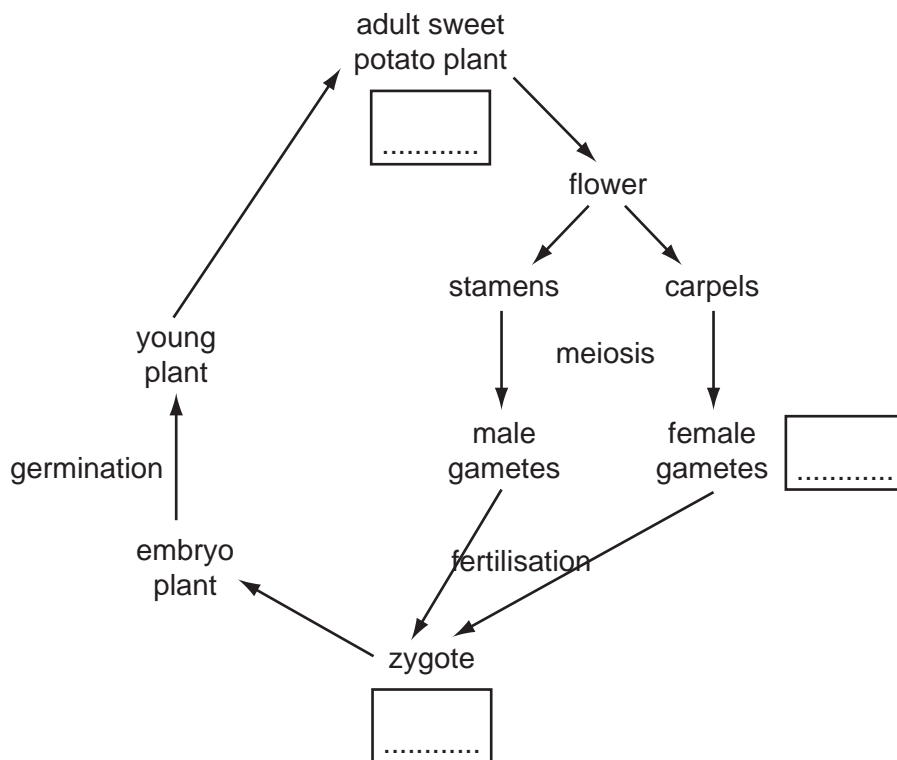 adult sweet
potato plant
............
flower
stamens
carpels
meiosis
young
plant
male
gametes
female
gametes
............
germination
embryo
plant
fertilisation
zygote
............